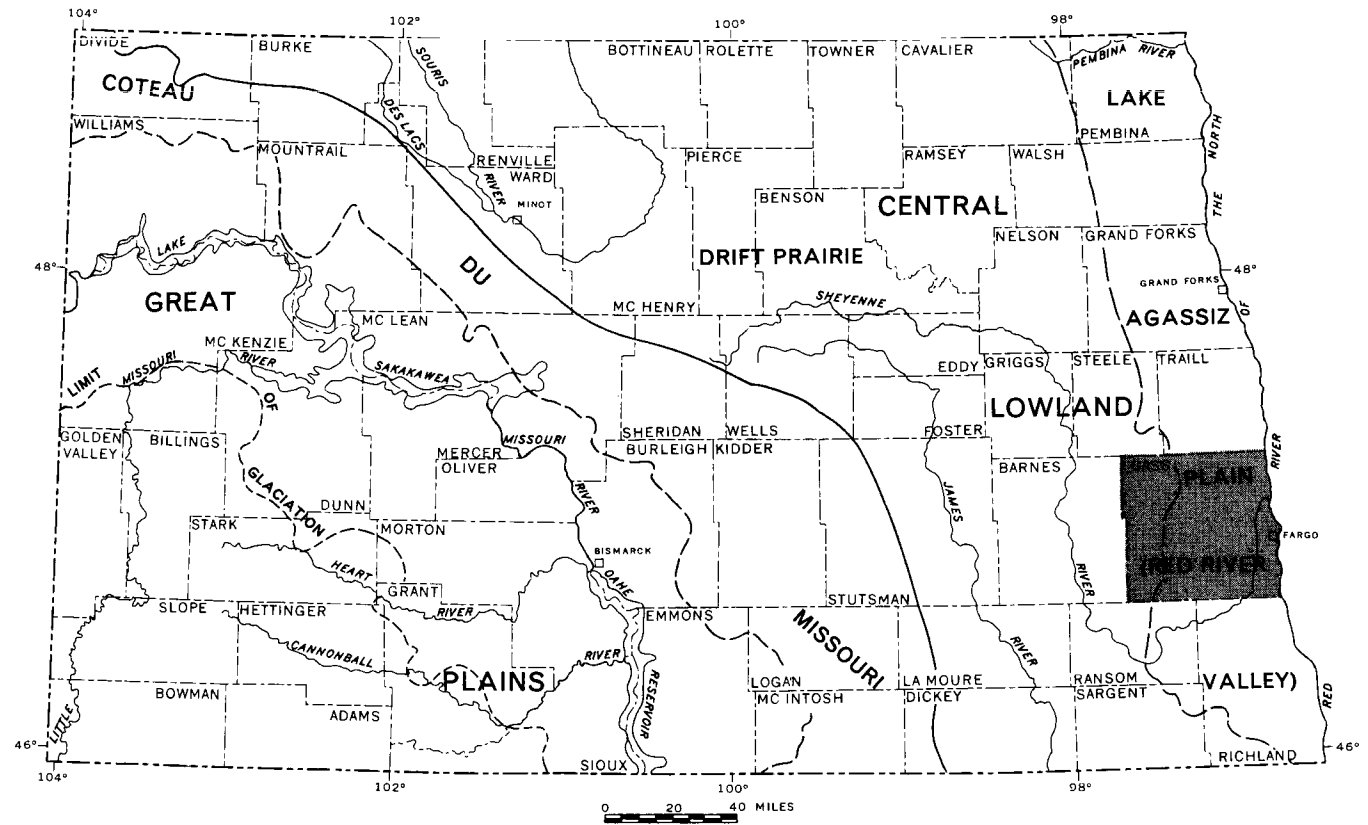 104°
102°
100°
98°
DIVIDE
BURKE
SOURIS
BOTTINEAU
ROLETTE
TOWNER
CAVALIER
PEMBINA RIVER
COTEAU
DES LACS
LAKE
NORTH
WILLIAMS
MOUNTRAIL
RENVILLE
WARD
PIERCE
RAMSEY
WALSH
PEMBINA
RIVER
MINOT
BENSON
CENTRAL
THE
LAKE
DU
DRIFT PRAIRIE
NELSON
GRAND FORKS
48°
48°
GREAT
SHEYENNE
GRAND FORKS
OF
MC LEAN
MC HENRY
AGASSIZ
MC KENZIE
RIVER
LIMIT
MISSOURI
OF
SAKAKAWEA
EDDY
GRIGGS
STEELE
TRAILL
LOWLAND
GOLDEN
VALLEY
BILLINGS
MISSOURI
SHERIDAN
WELLS
FOSTER
MERCER
OLIVER
BURLEIGH
KIDDER
BARNES
RIVER
CASS
PLAIN
GLACIATION
DUNN
RIVER
JAMES
STARK
MORTON
FARGO
BISMARCK
(RED RIVER
HEART
GRANT
OAHE
RIVER
SLOPE
HETTINGER
RIVER
EMMONS
STUTSMAN
CANNONBALL
RIVER
MISSOURI
RIVER
PLAINS
LOGAN
LA MOURE
RANSOM
VALLEY)
BOWMAN
MC INTOSH
DICKEY
SARGENT
RED
ADAMS
RESERVOIR
LITTLE
46°
SIOUX
RICHLAND
46°
104°
102°
100°
98°
0 20 40 MILES